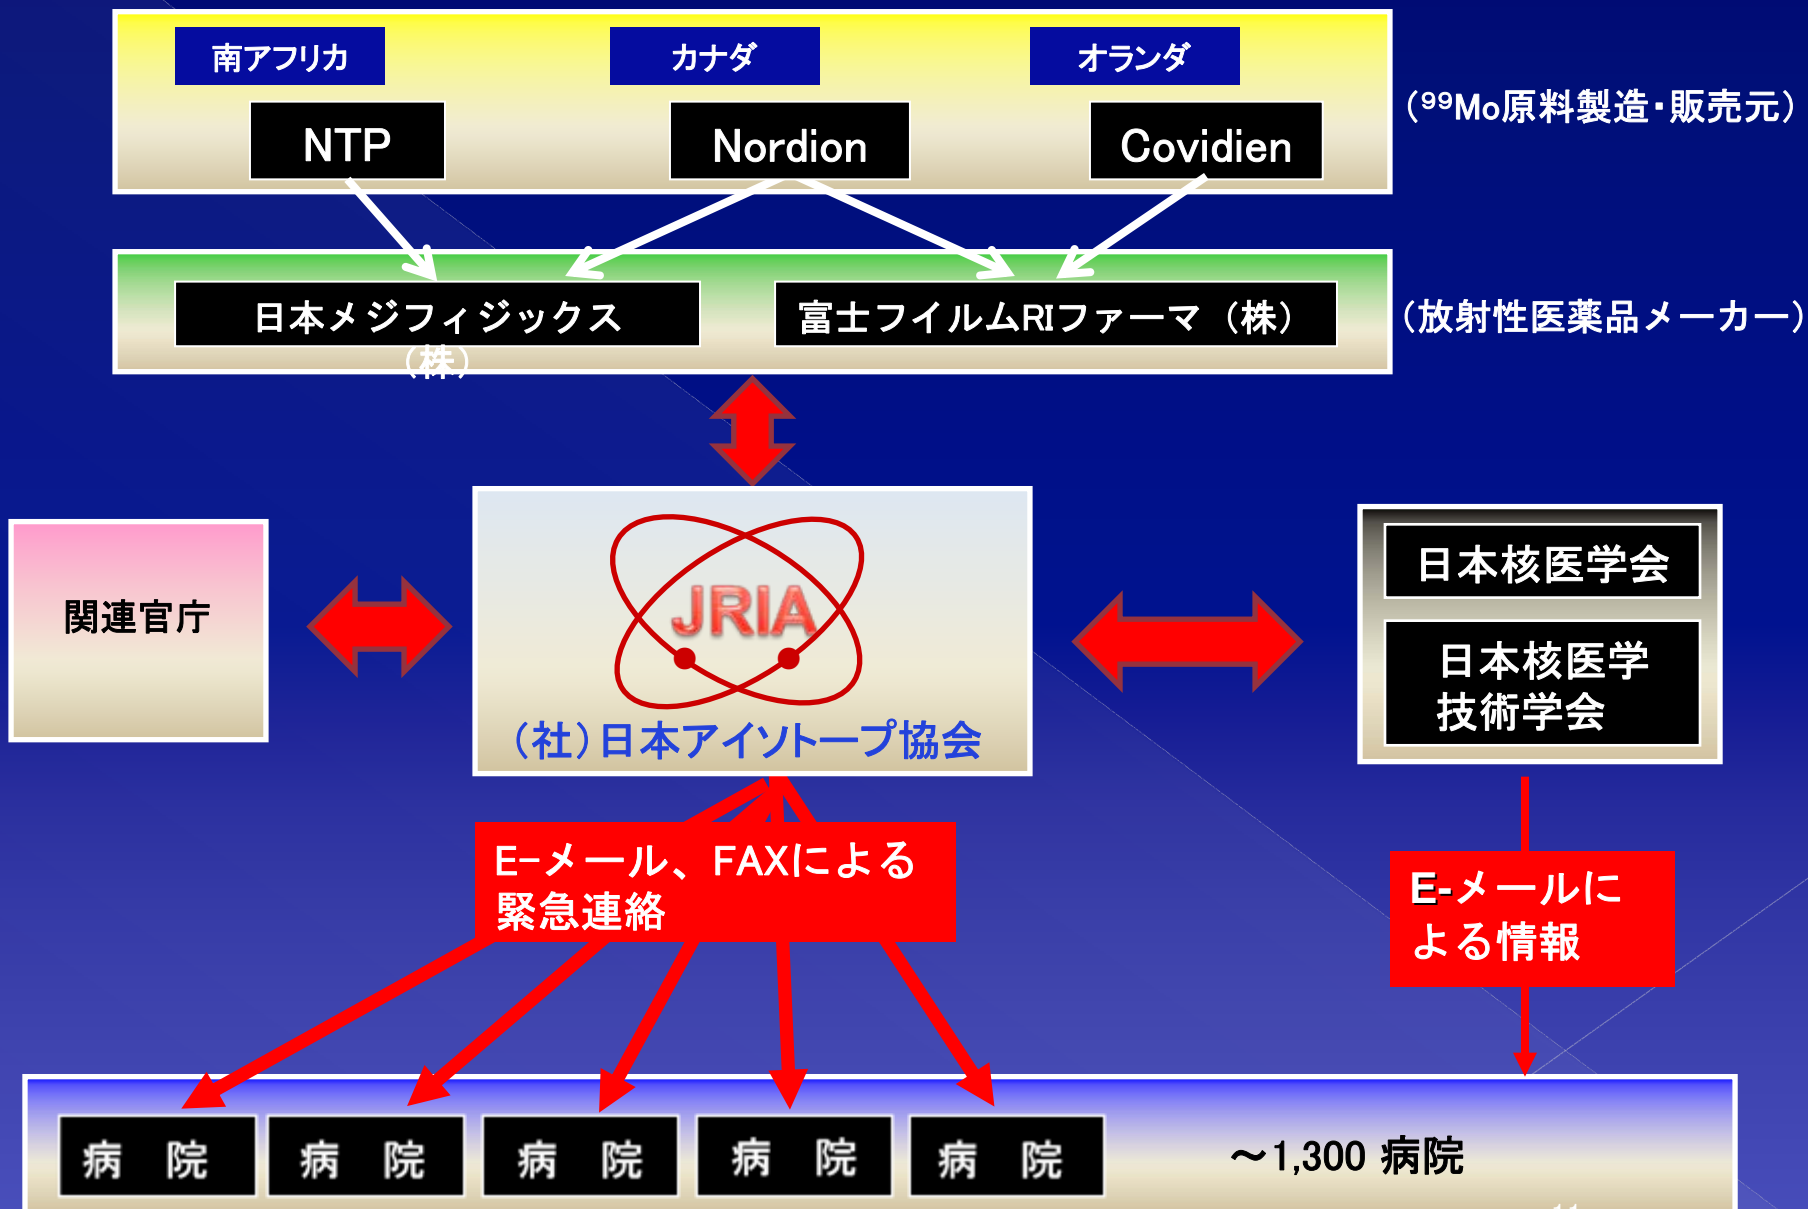 南アフリカ
カナダ
オランダ
NTP
Nordion
Covidien
(⁹⁹Mo原料製造・販売元)
日本メジフィジックス
(株)
富士フイルムRIファーマ (株)
(放射性医薬品メーカー)
関連官庁
JRIA
(社)日本アイソトープ協会
日本核医学会
日本核医学
技術学会
E-メール、FAXによる
緊急連絡
E-メールに
よる情報
病 院
病 院
病 院
病 院
病 院
～1,300 病院